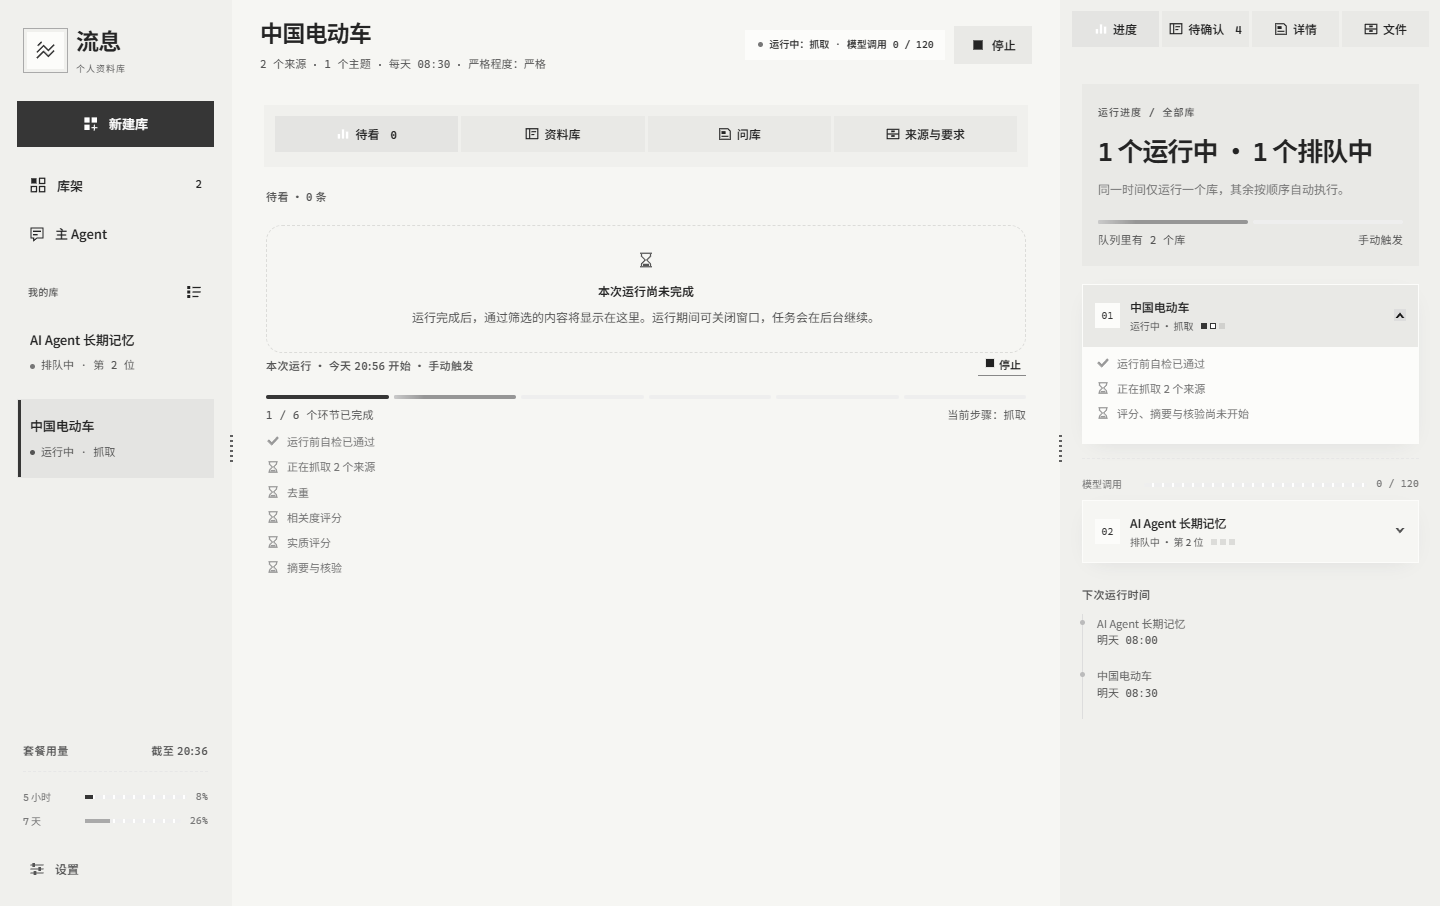 流息
个人资料库
新建库
库架 2
主 Agent
我的库
AI Agent 长期记忆
排队中 · 第 2 位
中国电动车
运行中 · 抓取
套餐用量 截至 20:36
5 小时 8%
7 天 26%
设置
中国电动车
2 个来源 · 1 个主题 · 每天 08:30 · 严格程度：严格
运行中：抓取 · 模型调用 0 / 120
停止
待看 0
资料库
问库
来源与要求
待看 · 0 条
本次运行尚未完成
运行完成后，通过筛选的内容将显示在这里。运行期间可关闭窗口，任务会在后台继续。
本次运行 · 今天 20:56 开始 · 手动触发
停止
1 / 6 个环节已完成 当前步骤：抓取
运行前自检已通过
正在抓取 2 个来源
去重
相关度评分
实质评分
摘要与核验
进度
待确认 4
详情
文件
运行进度 / 全部库
1 个运行中 · 1 个排队中
同一时间仅运行一个库，其余按顺序自动执行。
队列里有 2 个库 手动触发
01
中国电动车
运行中 · 抓取
运行前自检已通过
正在抓取 2 个来源
评分、摘要与核验尚未开始
模型调用 0 / 120
02
AI Agent 长期记忆
排队中 · 第 2 位
下次运行时间
AI Agent 长期记忆
明天 08:00
中国电动车
明天 08:30